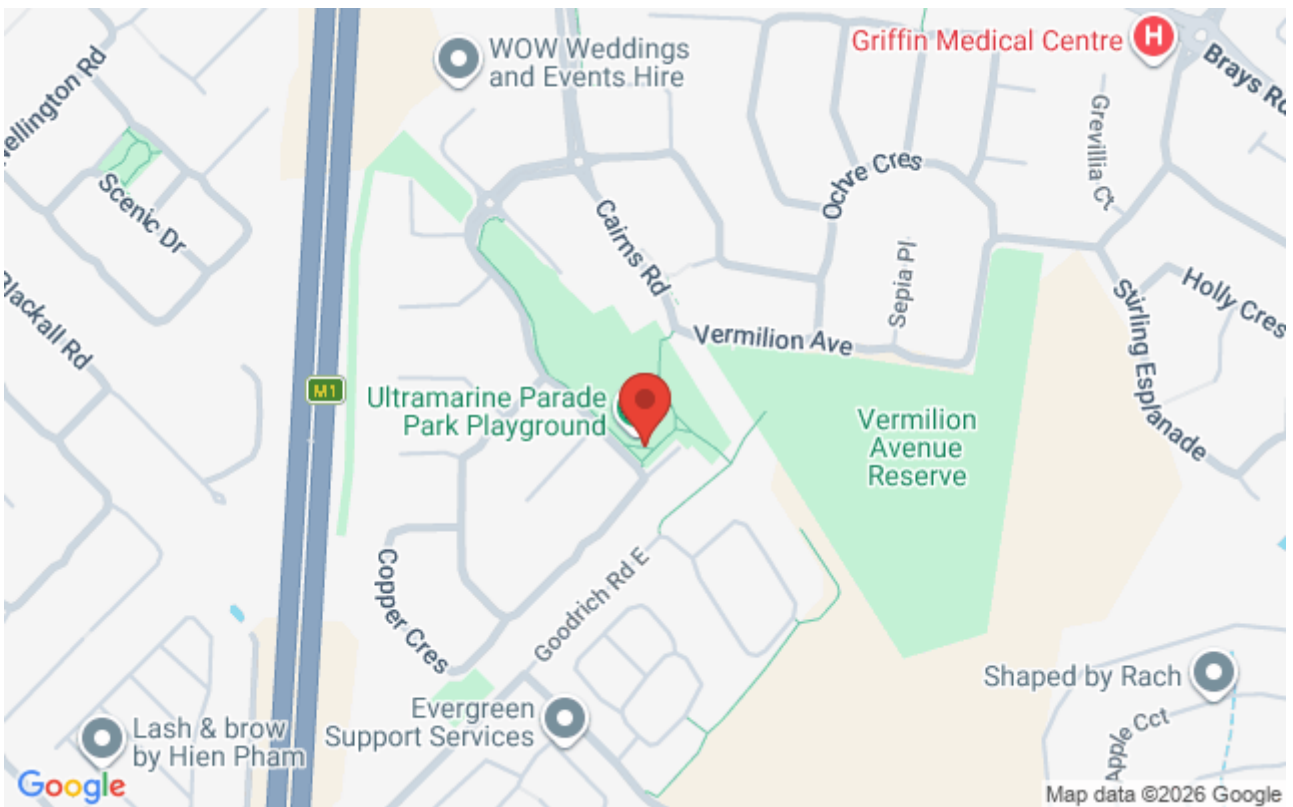 WOW Weddings
and Events Hire
Griffin Medical Centre
H
Brays Rd
Wellington Rd
Grevillia Ct
Scenic Dr
Ochre Cres
Cairns Rd
Sepia Pl
Holly Cres
Stirling Esplanade
Blackall Rd
Vermilion Ave
M1
Ultramarine Parade
Park Playground
Vermilion
Avenue
Reserve
Copper Cres
Goodrich Rd E
Shaped by Rach
Evergreen
Support Services
Lash & brow
by Hien Pham
Apple Cct
Google
Map data ©2026 Google